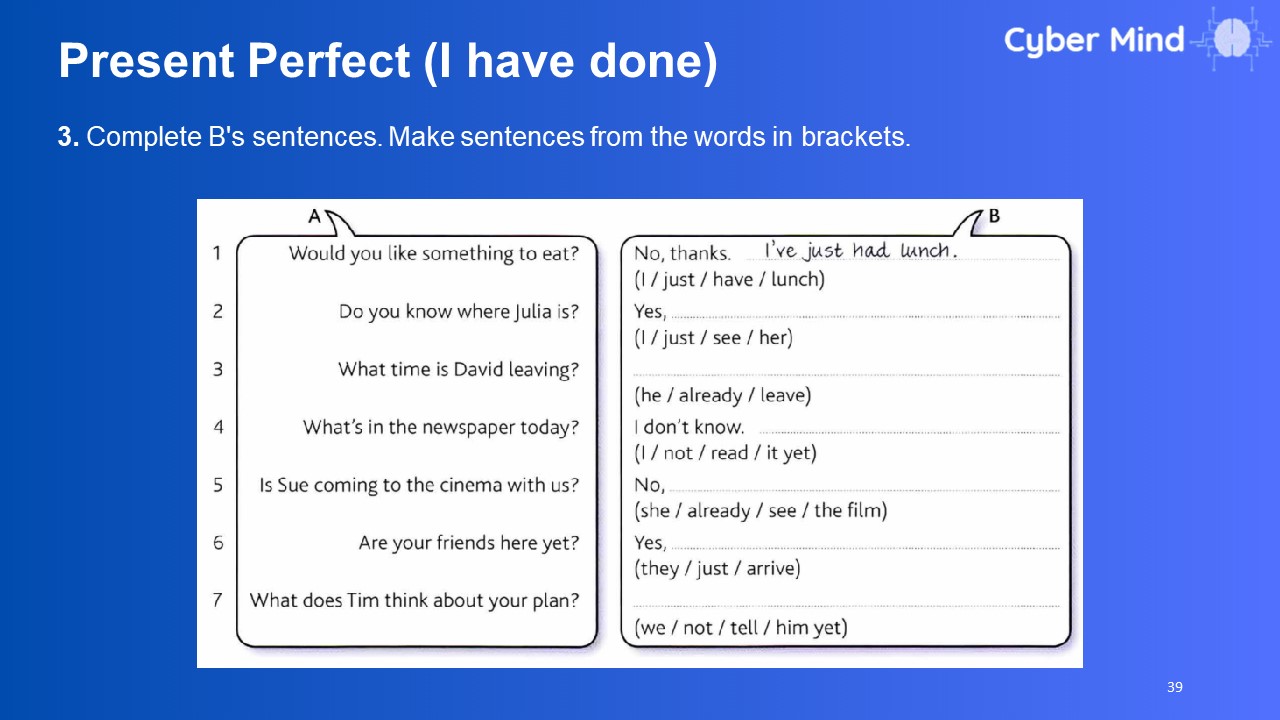 Cyber Mind
Present Perfect (I have done)
3. Complete B's sentences. Make sentences from the words in brackets.
A
B
1 Would you like something to eat?
No, thanks. I've just had lunch.
(I / just / have / lunch)
2 Do you know where Julia is?
Yes,
(I / just / see / her)
3 What time is David leaving?
(he / already / leave)
4 What's in the newspaper today?
I don't know.
(I / not / read / it yet)
5 Is Sue coming to the cinema with us?
No,
(she / already / see / the film)
6 Are your friends here yet?
Yes,
(they / just / arrive)
7 What does Tim think about your plan?
(we / not / tell / him yet)
39